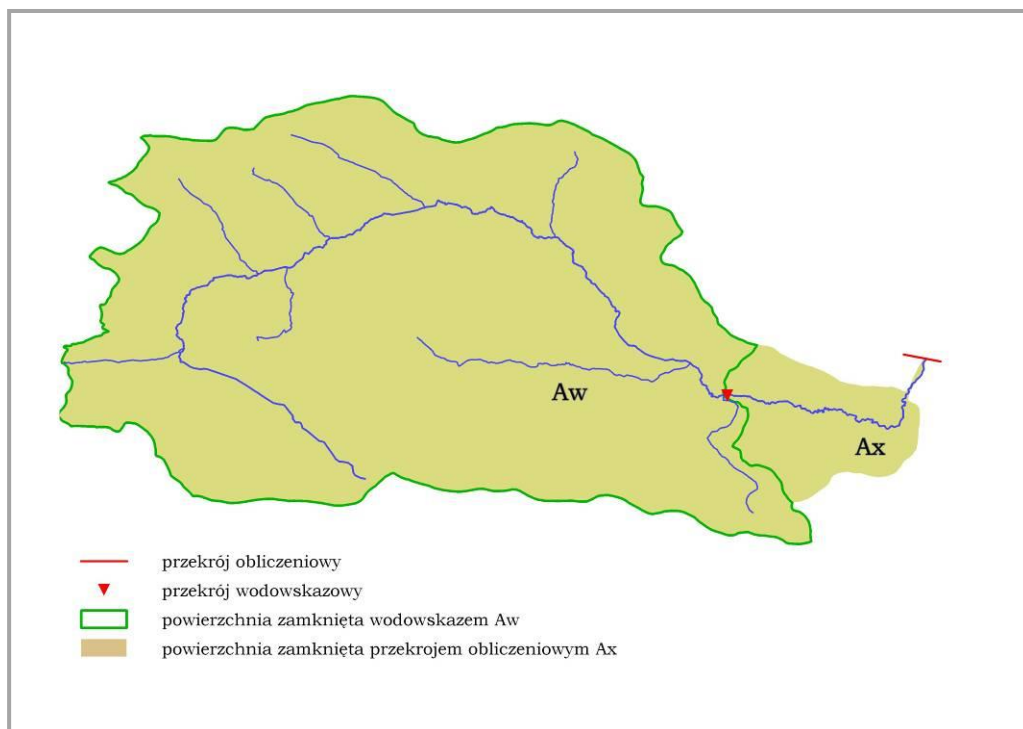 Aw
Ax
przekrój obliczeniowy
przekrój wodowskazowy
powierzchnia zamknięta wodowskazem Aw
powierzchnia zamknięta przekrojem obliczeniowym Ax